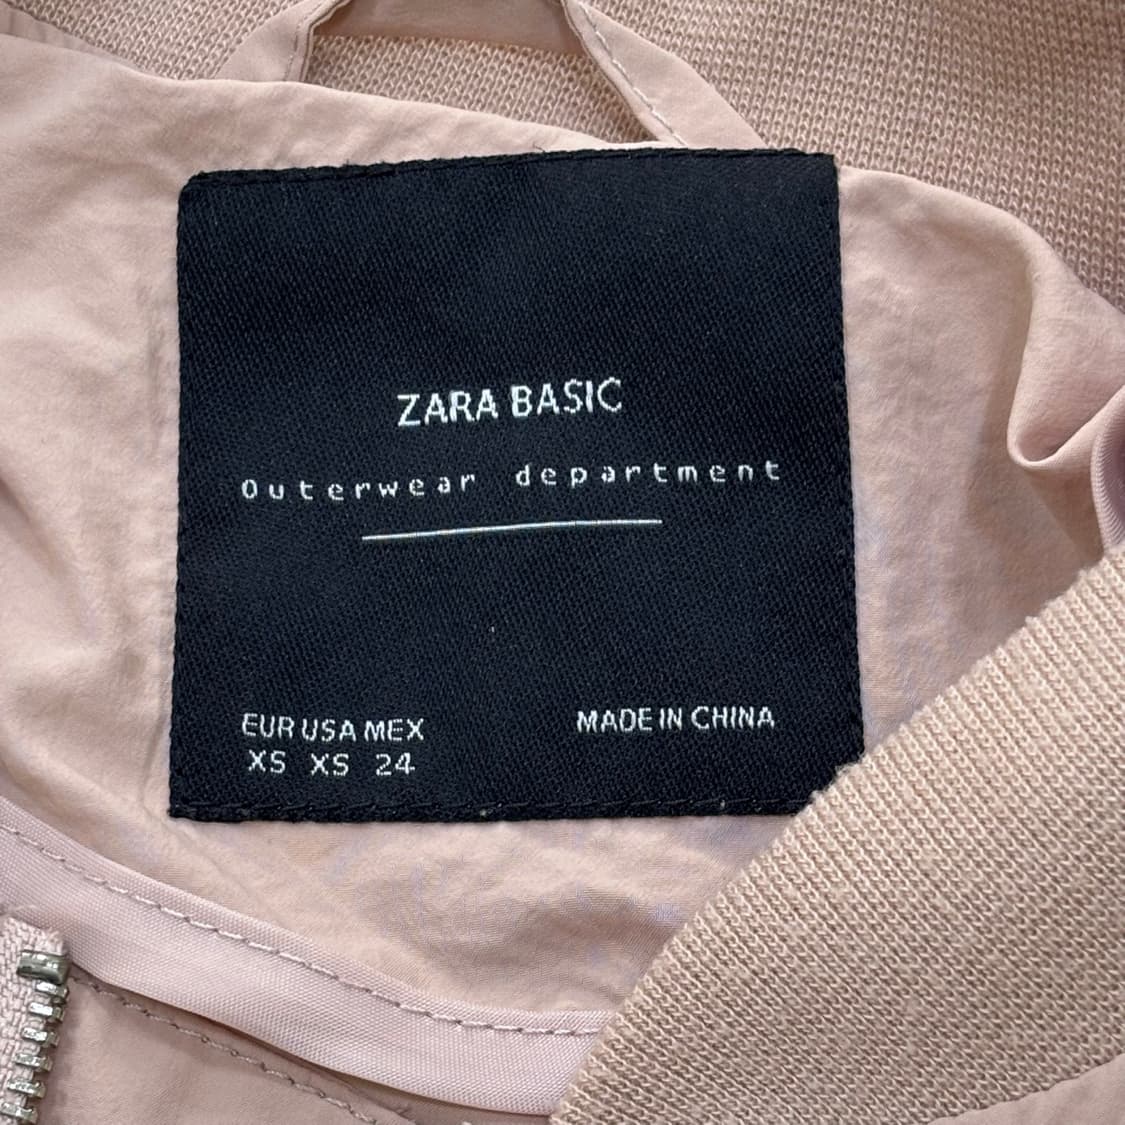 ZARA BASIC
Outerwear department
EUR USA MEX
XS XS 24
MADE IN CHINA